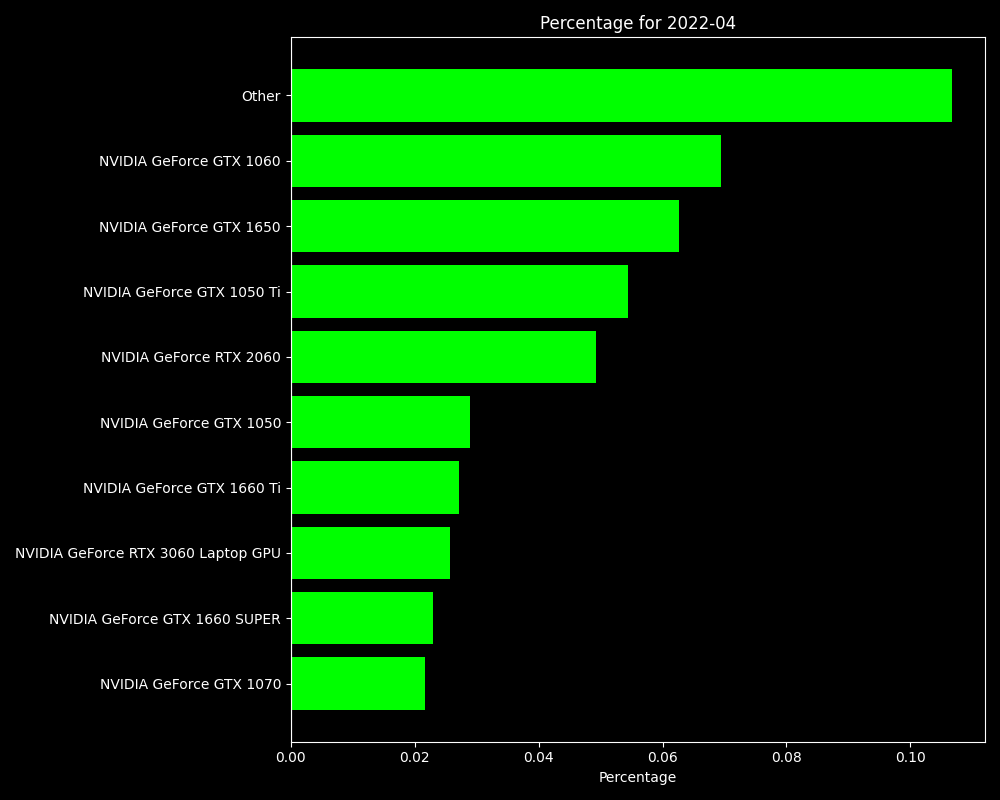 Percentage for 2022-04
Other
NVIDIA GeForce GTX 1060
NVIDIA GeForce GTX 1650
NVIDIA GeForce GTX 1050 Ti
NVIDIA GeForce RTX 2060
NVIDIA GeForce GTX 1050
NVIDIA GeForce GTX 1660 Ti
NVIDIA GeForce RTX 3060 Laptop GPU
NVIDIA GeForce GTX 1660 SUPER
NVIDIA GeForce GTX 1070
0.00 0.02 0.04 0.06 0.08 0.10
Percentage